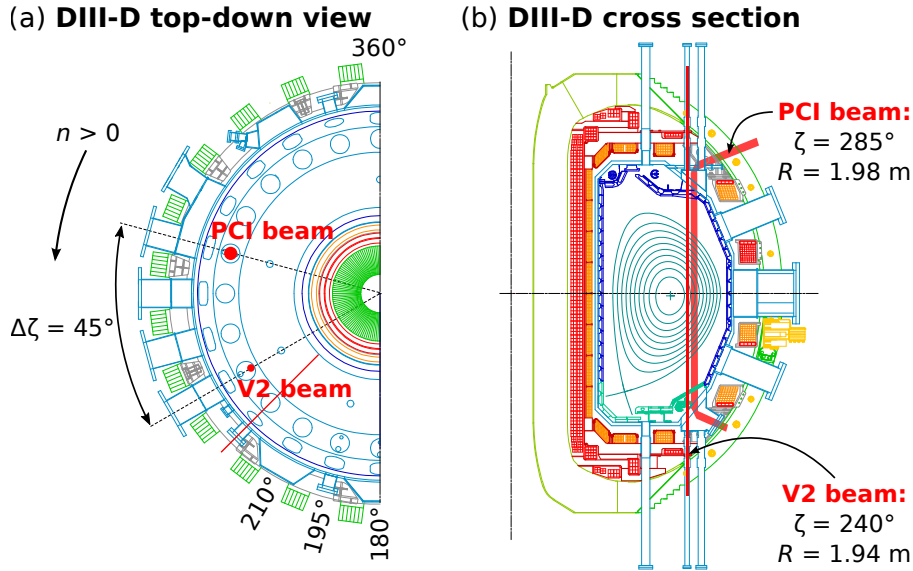 (a) DIII-D top-down view
360°
n > 0
PCI beam
Δζ = 45°
V2 beam
210°
195°
180°
(b) DIII-D cross section
PCI beam:
ζ = 285°
R = 1.98 m
V2 beam:
ζ = 240°
R = 1.94 m